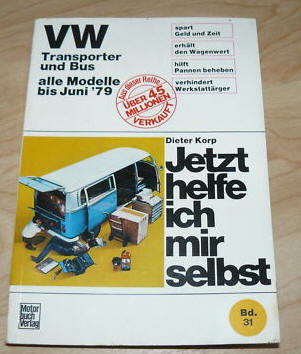 VW
Transporter
und Bus
alle Modelle
bis Juni '79
spart
Geld und Zeit
erhält
den Wagenwert
hilft
Pannen beheben
verhindert
Werkstattärger
Aus dieser Reihe
ÜBER 45
MILLIONEN
VERKAUFT
Dieter Korp
Jetzt
helfe
ich
mir
selbst
Motor
buch
Verlag
Bd.
31